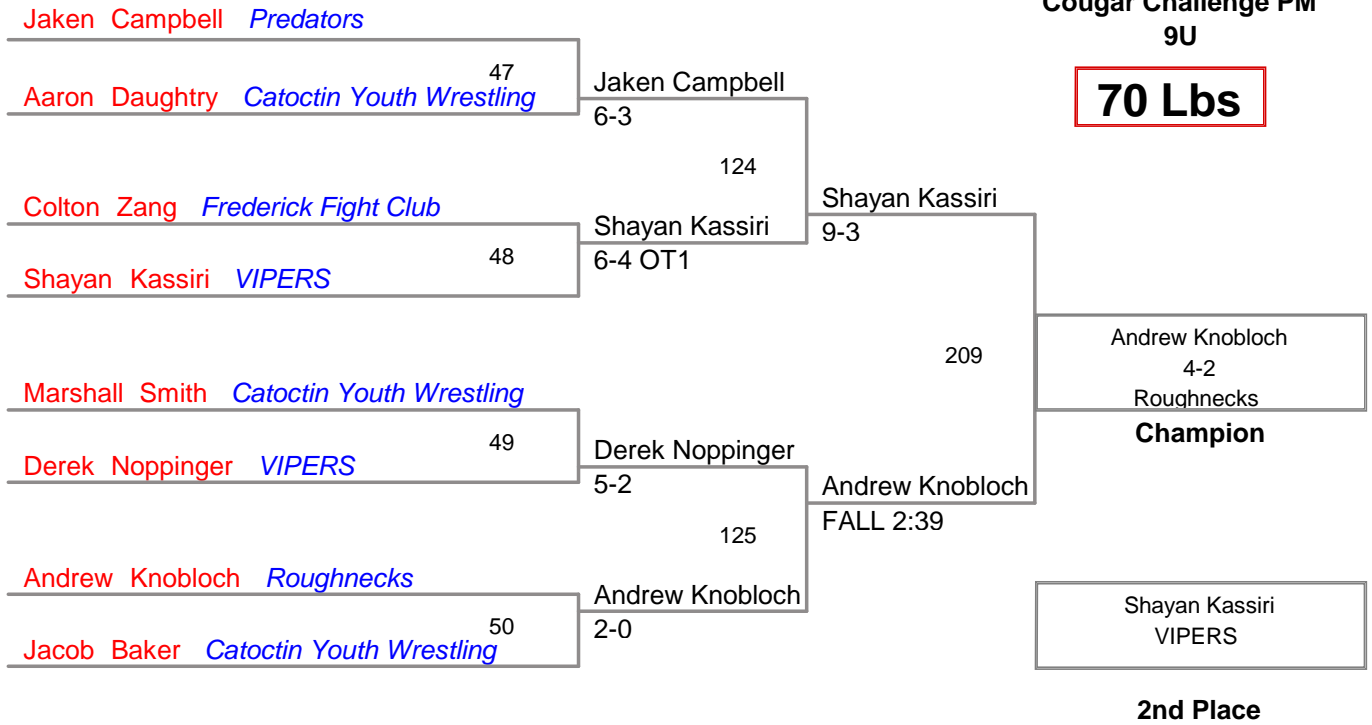 Cougar Challenge PM
9U
70 Lbs
Jaken Campbell Predators
47
Aaron Daughtry Catoctin Youth Wrestling
Jaken Campbell
6-3
124
Colton Zang Frederick Fight Club
48
Shayan Kassiri VIPERS
Shayan Kassiri
6-4 OT1
Shayan Kassiri
9-3
209
Marshall Smith Catoctin Youth Wrestling
49
Derek Noppinger VIPERS
Derek Noppinger
5-2
125
Andrew Knobloch
FALL 2:39
Andrew Knobloch Roughnecks
50
Jacob Baker Catoctin Youth Wrestling
Andrew Knobloch
2-0
Andrew Knobloch
4-2
Roughnecks
Champion
Shayan Kassiri
VIPERS
2nd Place